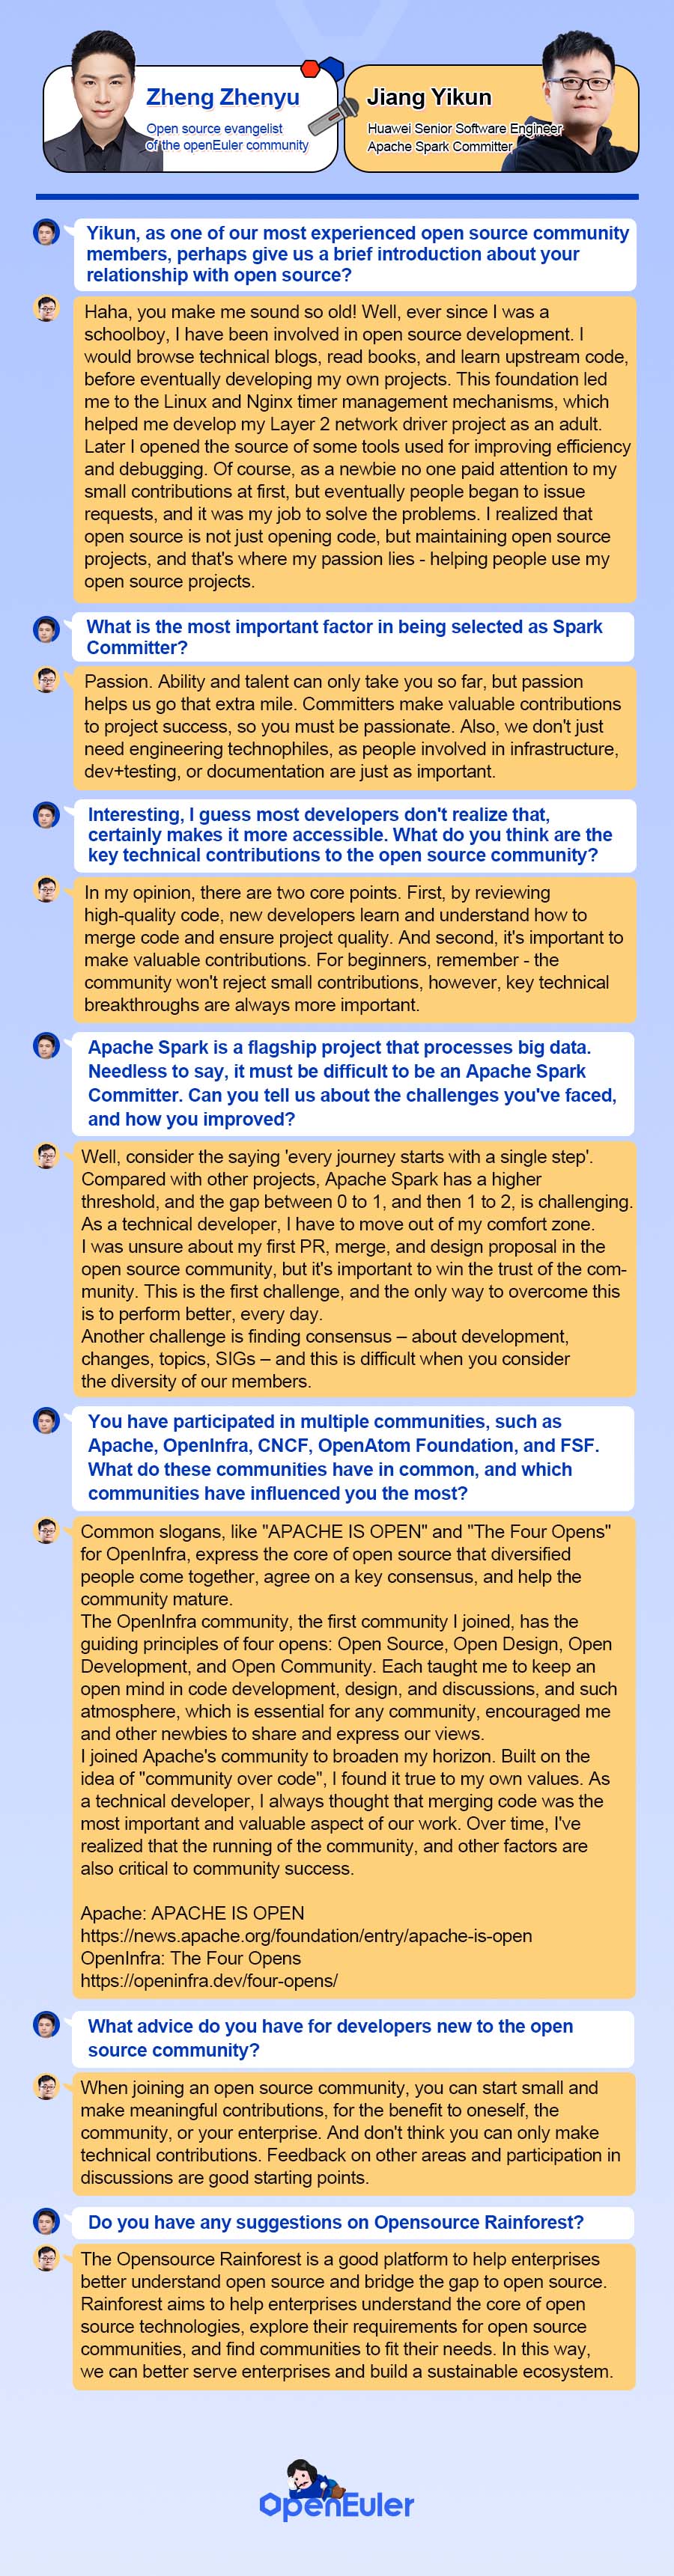 Zheng Zhenyu
Open source evangelist
of the openEuler community
Jiang Yikun
Huawei Senior Software Engineer
Apache Spark Committer
Yikun, as one of our most experienced open source community
members, perhaps give us a brief introduction about your
relationship with open source?
Haha, you make me sound so old! Well, ever since I was a
schoolboy, I have been involved in open source development. I
would browse technical blogs, read books, and learn upstream code,
before eventually developing my own projects. This foundation led
me to the Linux and Nginx timer management mechanisms, which
helped me develop my Layer 2 network driver project as an adult.
Later I opened the source of some tools used for improving efficiency
and debugging. Of course, as a newbie no one paid attention to my
small contributions at first, but eventually people began to issue
requests, and it was my job to solve the problems. I realized that
open source is not just opening code, but maintaining open source
projects, and that's where my passion lies - helping people use my
open source projects.
What is the most important factor in being selected as Spark
Committer?
Passion. Ability and talent can only take you so far, but passion
helps us go that extra mile. Committers make valuable contributions
to project success, so you must be passionate. Also, we don't just
need engineering technophiles, as people involved in infrastructure,
dev+testing, or documentation are just as important.
Interesting, I guess most developers don't realize that,
certainly makes it more accessible. What do you think are the
key technical contributions to the open source community?
In my opinion, there are two core points. First, by reviewing
high-quality code, new developers learn and understand how to
merge code and ensure project quality. And second, it's important to
make valuable contributions. For beginners, remember - the
community won't reject small contributions, however, key technical
breakthroughs are always more important.
Apache Spark is a flagship project that processes big data.
Needless to say, it must be difficult to be an Apache Spark
Committer. Can you tell us about the challenges you've faced,
and how you improved?
Well, consider the saying 'every journey starts with a single step'.
Compared with other projects, Apache Spark has a higher
threshold, and the gap between 0 to 1, and then 1 to 2, is challenging.
As a technical developer, I have to move out of my comfort zone.
I was unsure about my first PR, merge, and design proposal in the
open source community, but it's important to win the trust of the com-
munity. This is the first challenge, and the only way to overcome this
is to perform better, every day.
Another challenge is finding consensus – about development,
changes, topics, SIGs – and this is difficult when you consider
the diversity of our members.
You have participated in multiple communities, such as
Apache, OpenInfra, CNCF, OpenAtom Foundation, and FSF.
What do these communities have in common, and which
communities have influenced you the most?
Common slogans, like "APACHE IS OPEN" and "The Four Opens"
for OpenInfra, express the core of open source that diversified
people come together, agree on a key consensus, and help the
community mature.
The OpenInfra community, the first community I joined, has the
guiding principles of four opens: Open Source, Open Design, Open
Development, and Open Community. Each taught me to keep an
open mind in code development, design, and discussions, and such
atmosphere, which is essential for any community, encouraged me
and other newbies to share and express our views.
I joined Apache's community to broaden my horizon. Built on the
idea of "community over code", I found it true to my own values. As
a technical developer, I always thought that merging code was the
most important and valuable aspect of our work. Over time, I've
realized that the running of the community, and other factors are
also critical to community success.
Apache: APACHE IS OPEN
https://news.apache.org/foundation/entry/apache-is-open
OpenInfra: The Four Opens
https://openinfra.dev/four-opens/
What advice do you have for developers new to the open
source community?
When joining an open source community, you can start small and
make meaningful contributions, for the benefit to oneself, the
community, or your enterprise. And don't think you can only make
technical contributions. Feedback on other areas and participation in
discussions are good starting points.
Do you have any suggestions on Opensource Rainforest?
The Opensource Rainforest is a good platform to help enterprises
better understand open source and bridge the gap to open source.
Rainforest aims to help enterprises understand the core of open
source technologies, explore their requirements for open source
communities, and find communities to fit their needs. In this way,
we can better serve enterprises and build a sustainable ecosystem.
OpenEuler